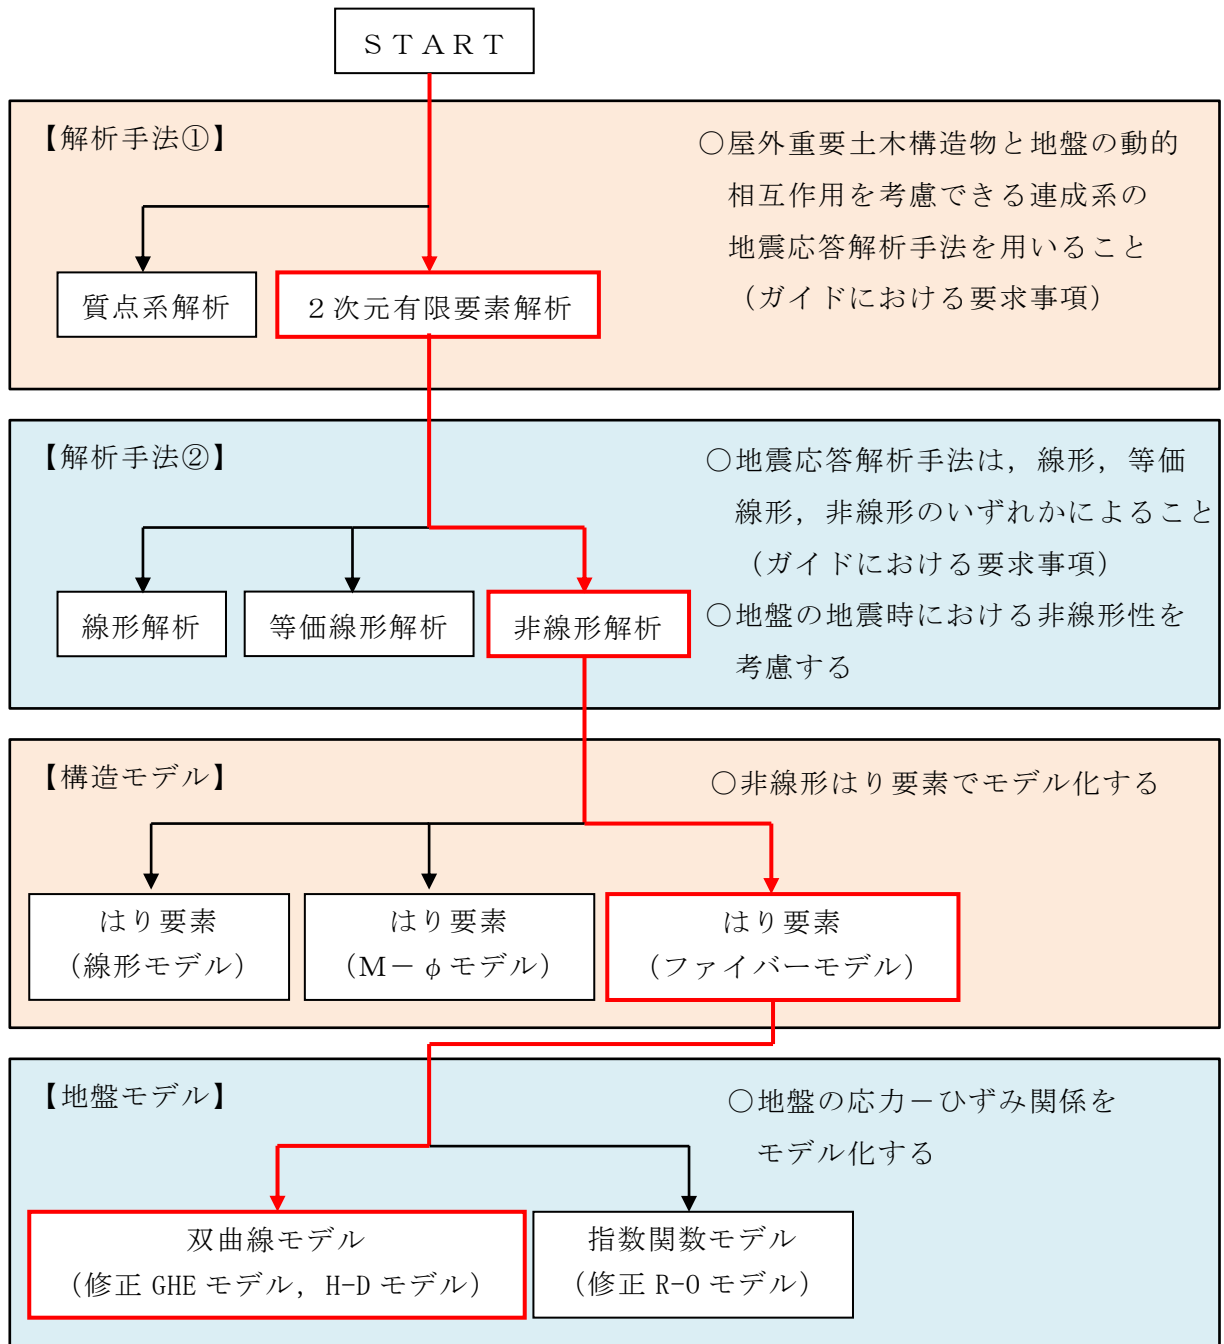 ＳＴＡＲＴ
【解析手法①】
○屋外重要土木構造物と地盤の動的
相互作用を考慮できる連成系の
地震応答解析手法を用いること
（ガイドにおける要求事項）
質点系解析
２次元有限要素解析
【解析手法②】
○地震応答解析手法は，線形，等価
線形，非線形のいずれかによること
（ガイドにおける要求事項）
○地盤の地震時における非線形性を
考慮する
線形解析
等価線形解析
非線形解析
【構造モデル】
○非線形はり要素でモデル化する
はり要素
（線形モデル）
はり要素
（Ｍ－φモデル）
はり要素
（ファイバーモデル）
【地盤モデル】
○地盤の応力－ひずみ関係を
モデル化する
双曲線モデル
（修正 GHE モデル，H-D モデル）
指数関数モデル
（修正 R-O モデル）